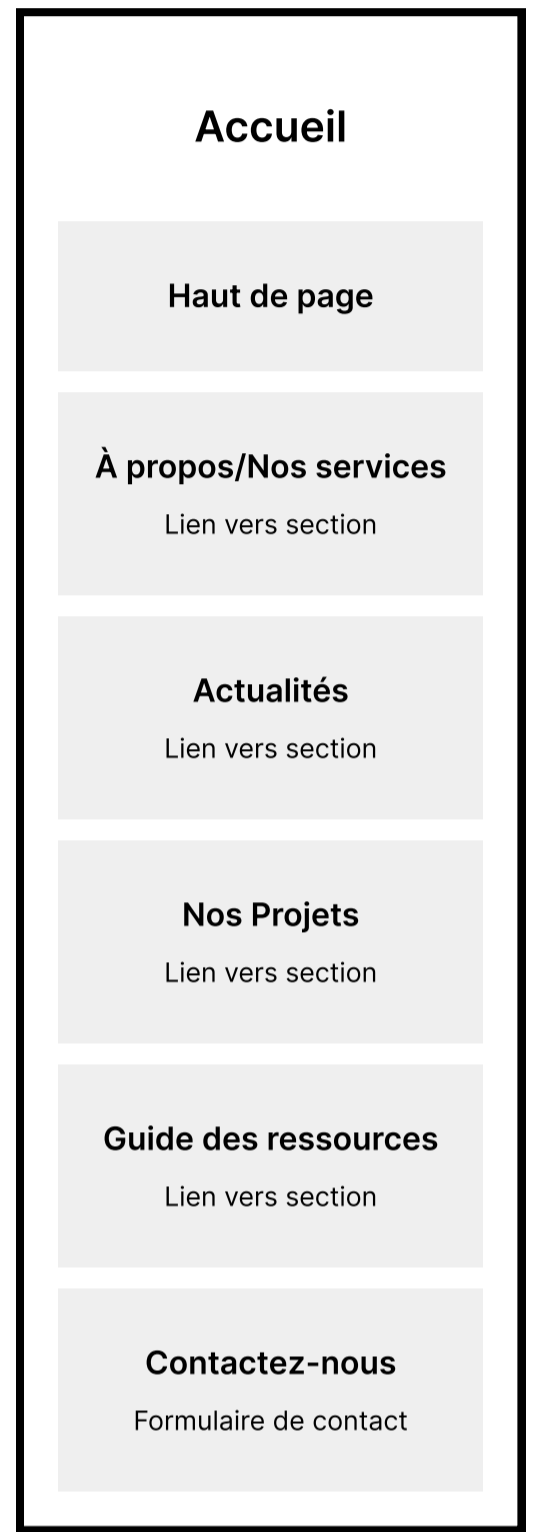 Accueil
Haut de page
À propos/Nos services
Lien vers section
Actualités
Lien vers section
Nos Projets
Lien vers section
Guide des ressources
Lien vers section
Contactez-nous
Formulaire de contact